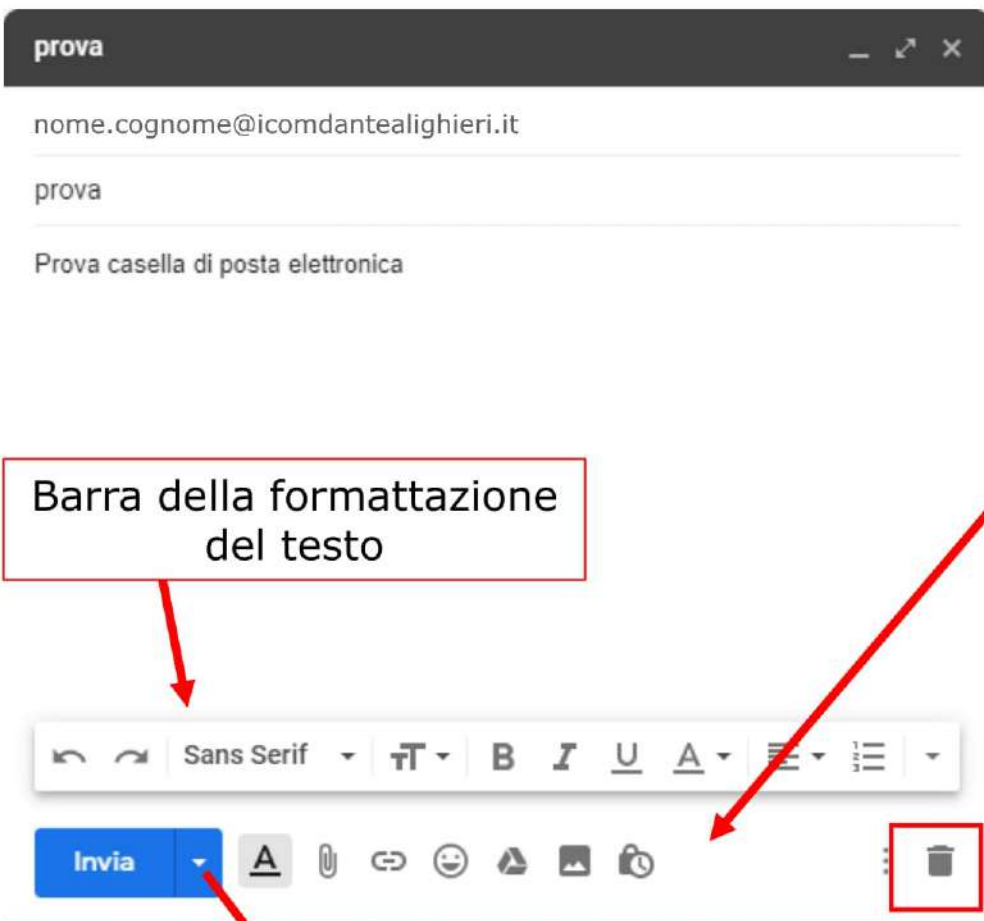 prova
nome.cognome@icomdantealighieri.it
prova
Prova casella di posta elettronica
Barra della formattazione
del testo
Sans Serif
B I U A
Invia A